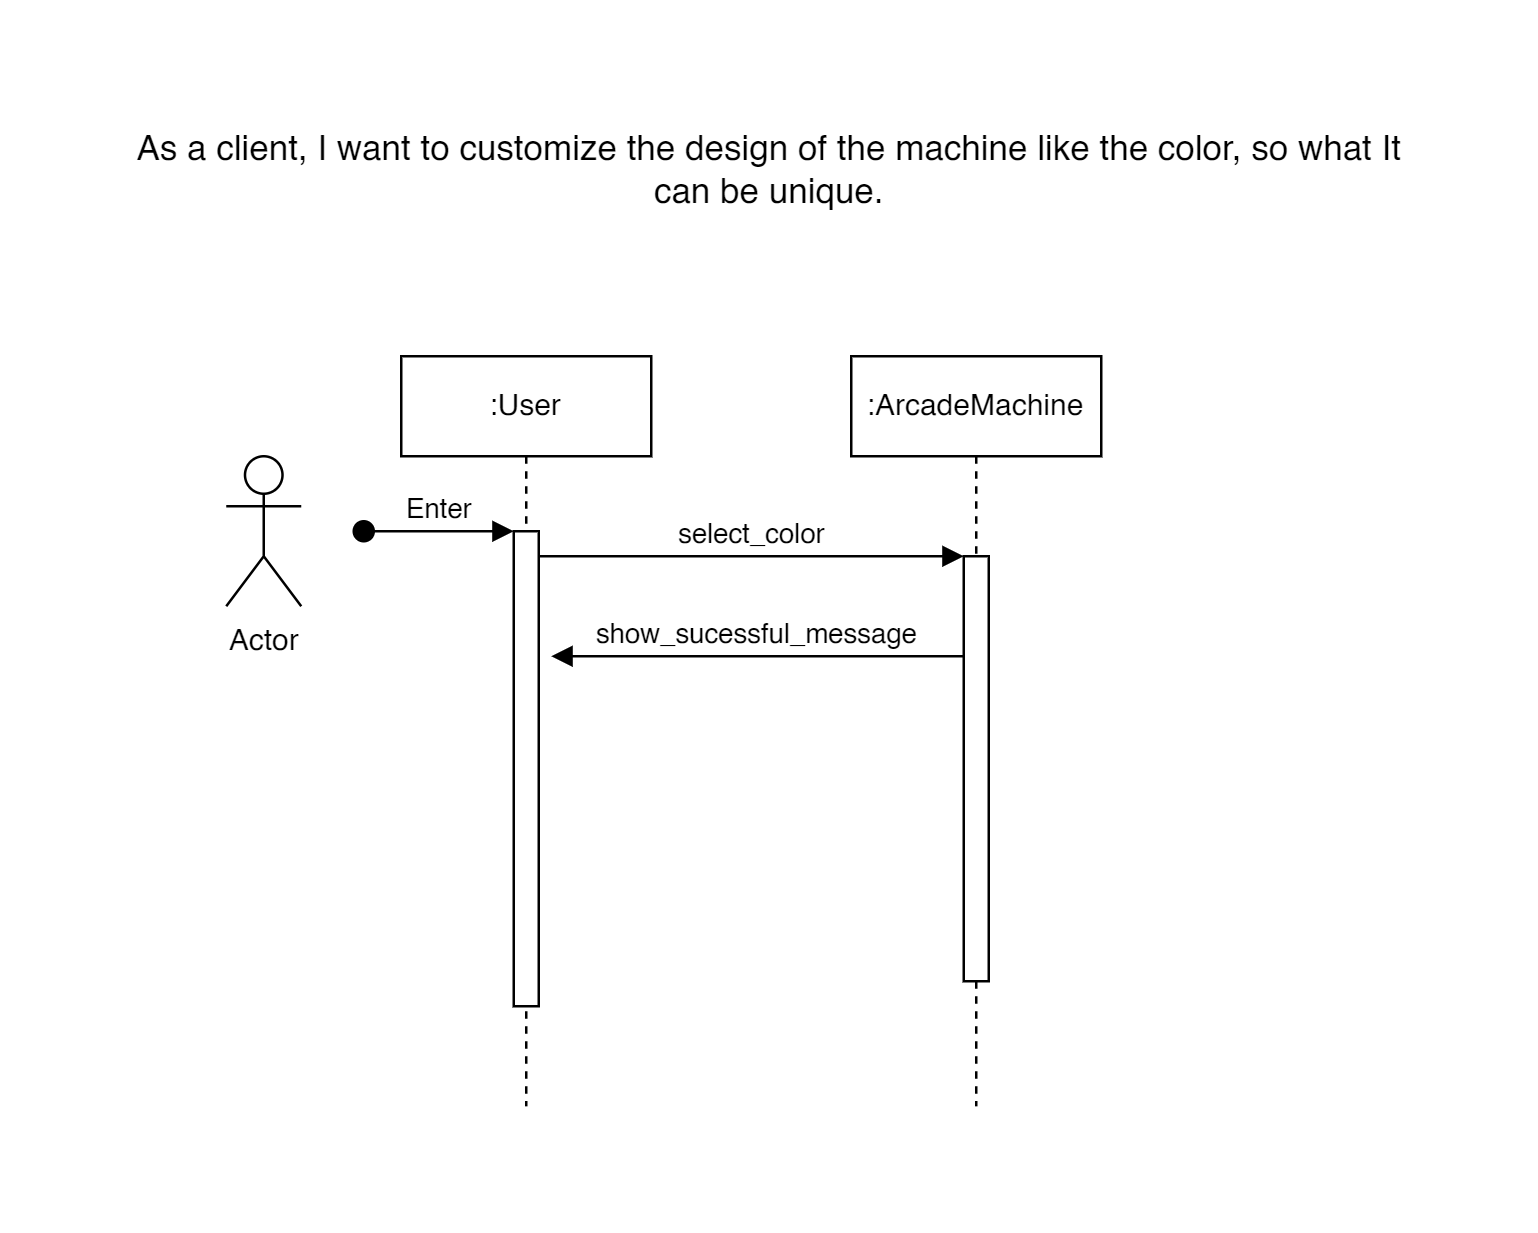 As a client, I want to customize the design of the machine like the color, so what It
can be unique.
:User
:ArcadeMachine
Enter
select_color
show_sucessful_message
Actor